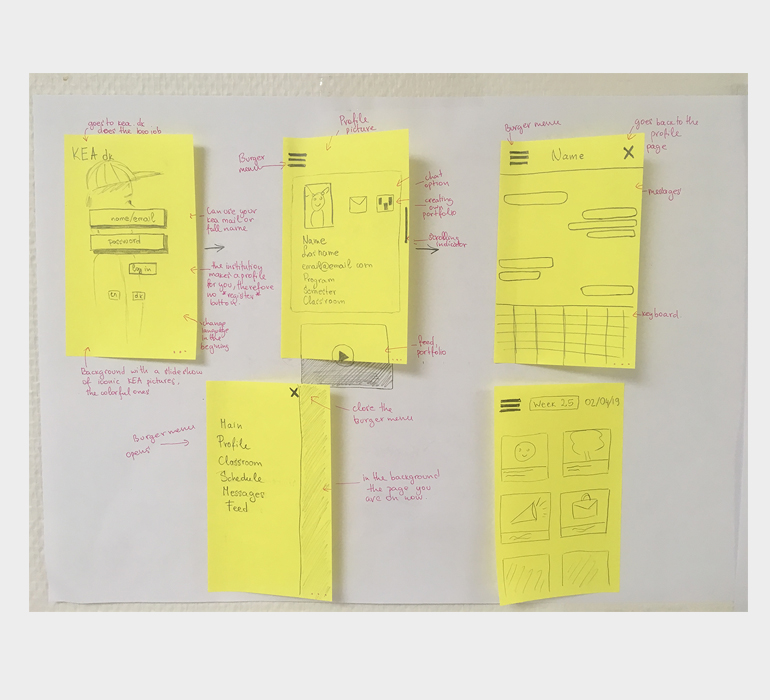 goes to kea.dk
does the logo job
KEA dk
name/email
password
log in
en
dk
Can use your
kea mail or
full name
the institution
makes a profile
for you, therefore
no "register"
button.
change
language
in the
beginning
Background with a slideshow
of iconic KEA pictures.
the colorful ones
Profile
picture
Burger
menu
chat
option
creating
own
portfolio
scrolling
indicator
Name
Last name
email@email.com
Program
Semester
Classroom
feed
portfolio
Burger menu
goes back to the
profile
page
Name
X
messages
keyboard
Burger menu
opens
X
Main
Profile
Classroom
Schedule
Messages
Feed
close the
burger menu
in the background
the page you
are on now
Week 25
02/04/19